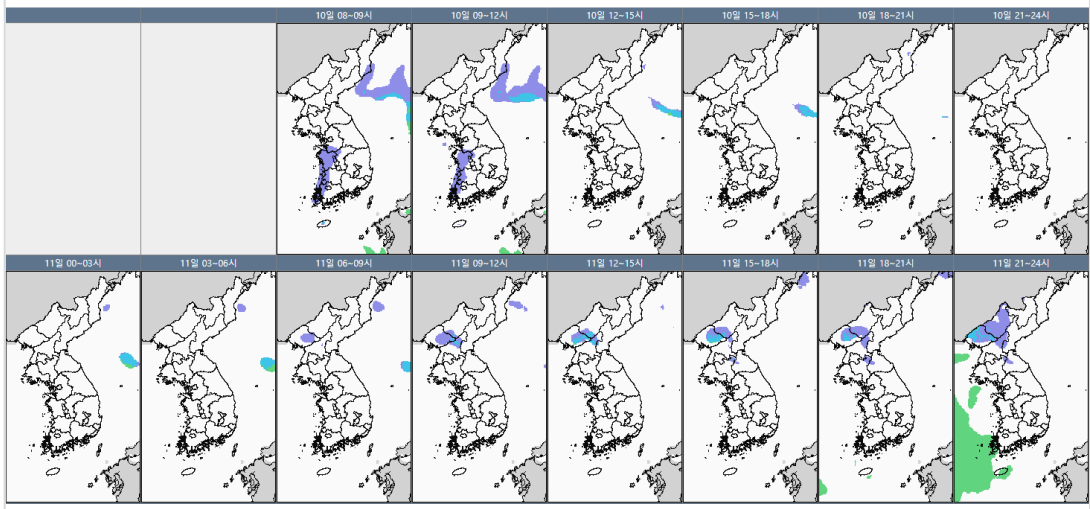 10일 08~09시
10일 09~12시
10일 12~15시
10일 15~18시
10일 18~21시
10일 21~24시
11일 00~03시
11일 03~06시
11일 06~09시
11일 09~12시
11일 12~15시
11일 15~18시
11일 18~21시
11일 21~24시